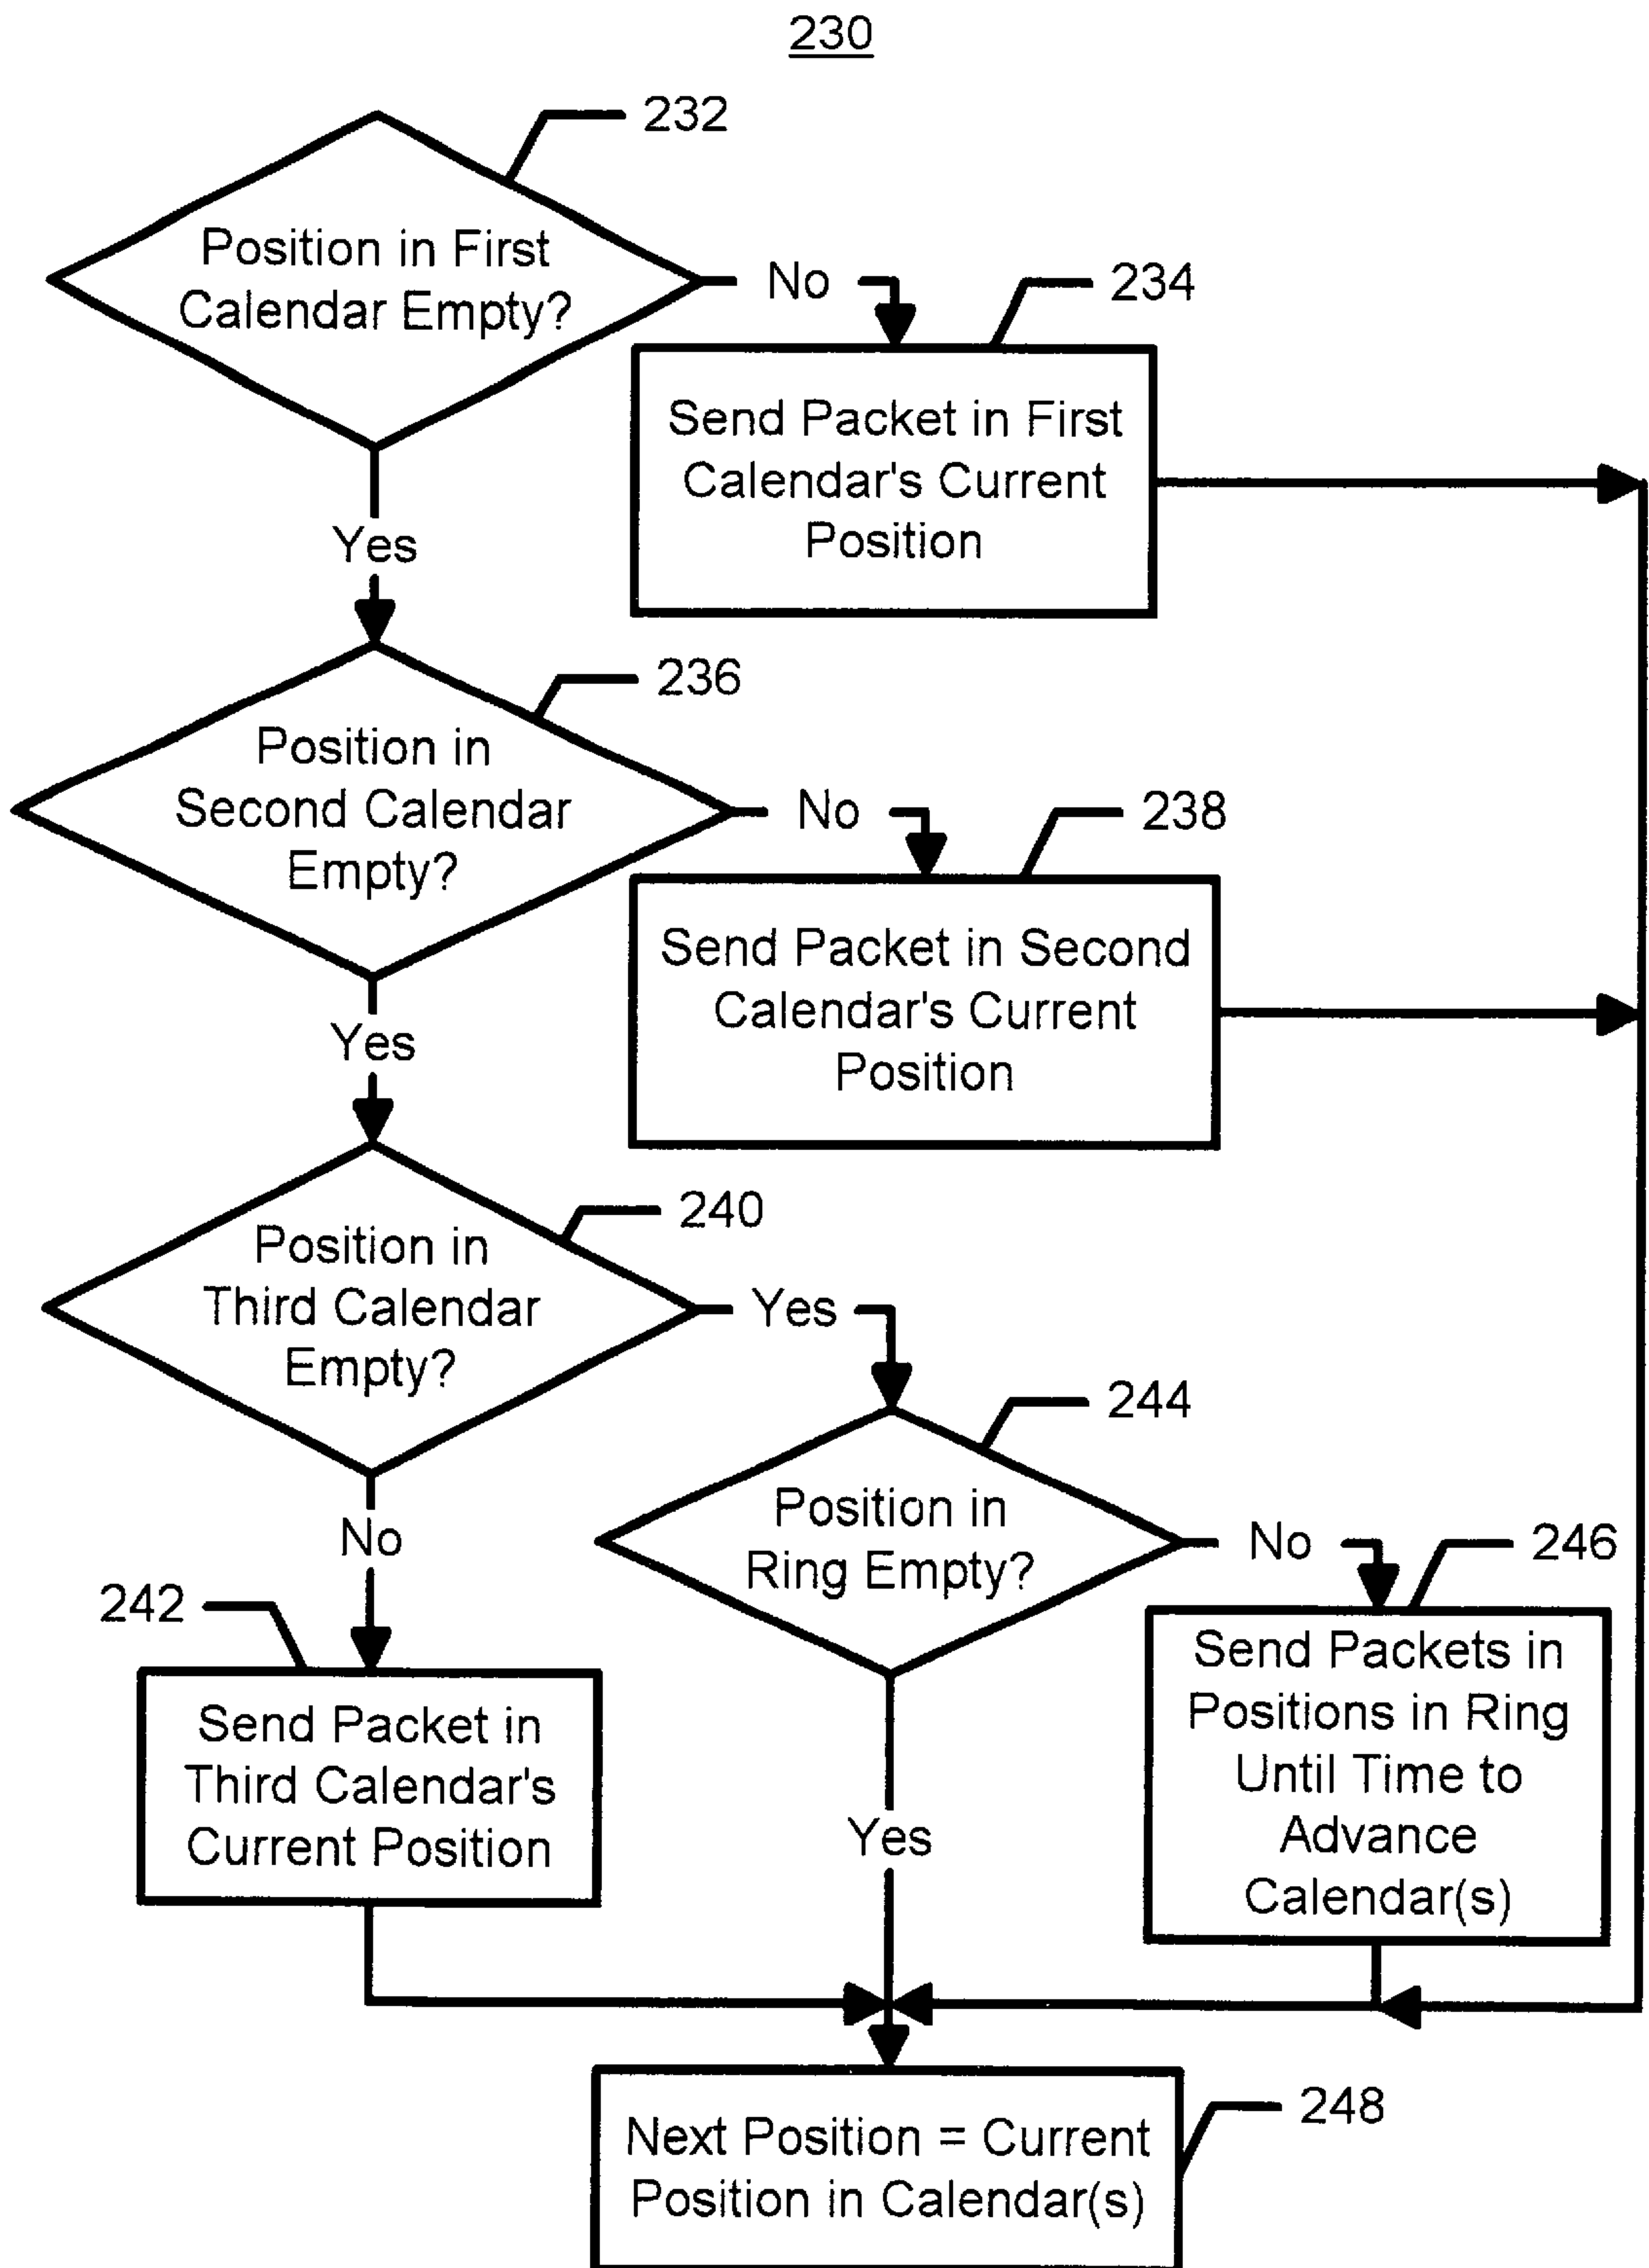 230
232
Position in First
Calendar Empty?
No
234
Send Packet in First
Calendar's Current
Position
Yes
236
Position in
Second Calendar
Empty?
No
238
Send Packet in Second
Calendar's Current
Position
Yes
240
Position in
Third Calendar
Empty?
Yes
244
Position in
Ring Empty?
No
246
Send Packets in
Positions in Ring
Until Time to
Advance
Calendar(s)
No
242
Send Packet in
Third Calendar's
Current Position
Yes
248
Next Position = Current
Position in Calendar(s)